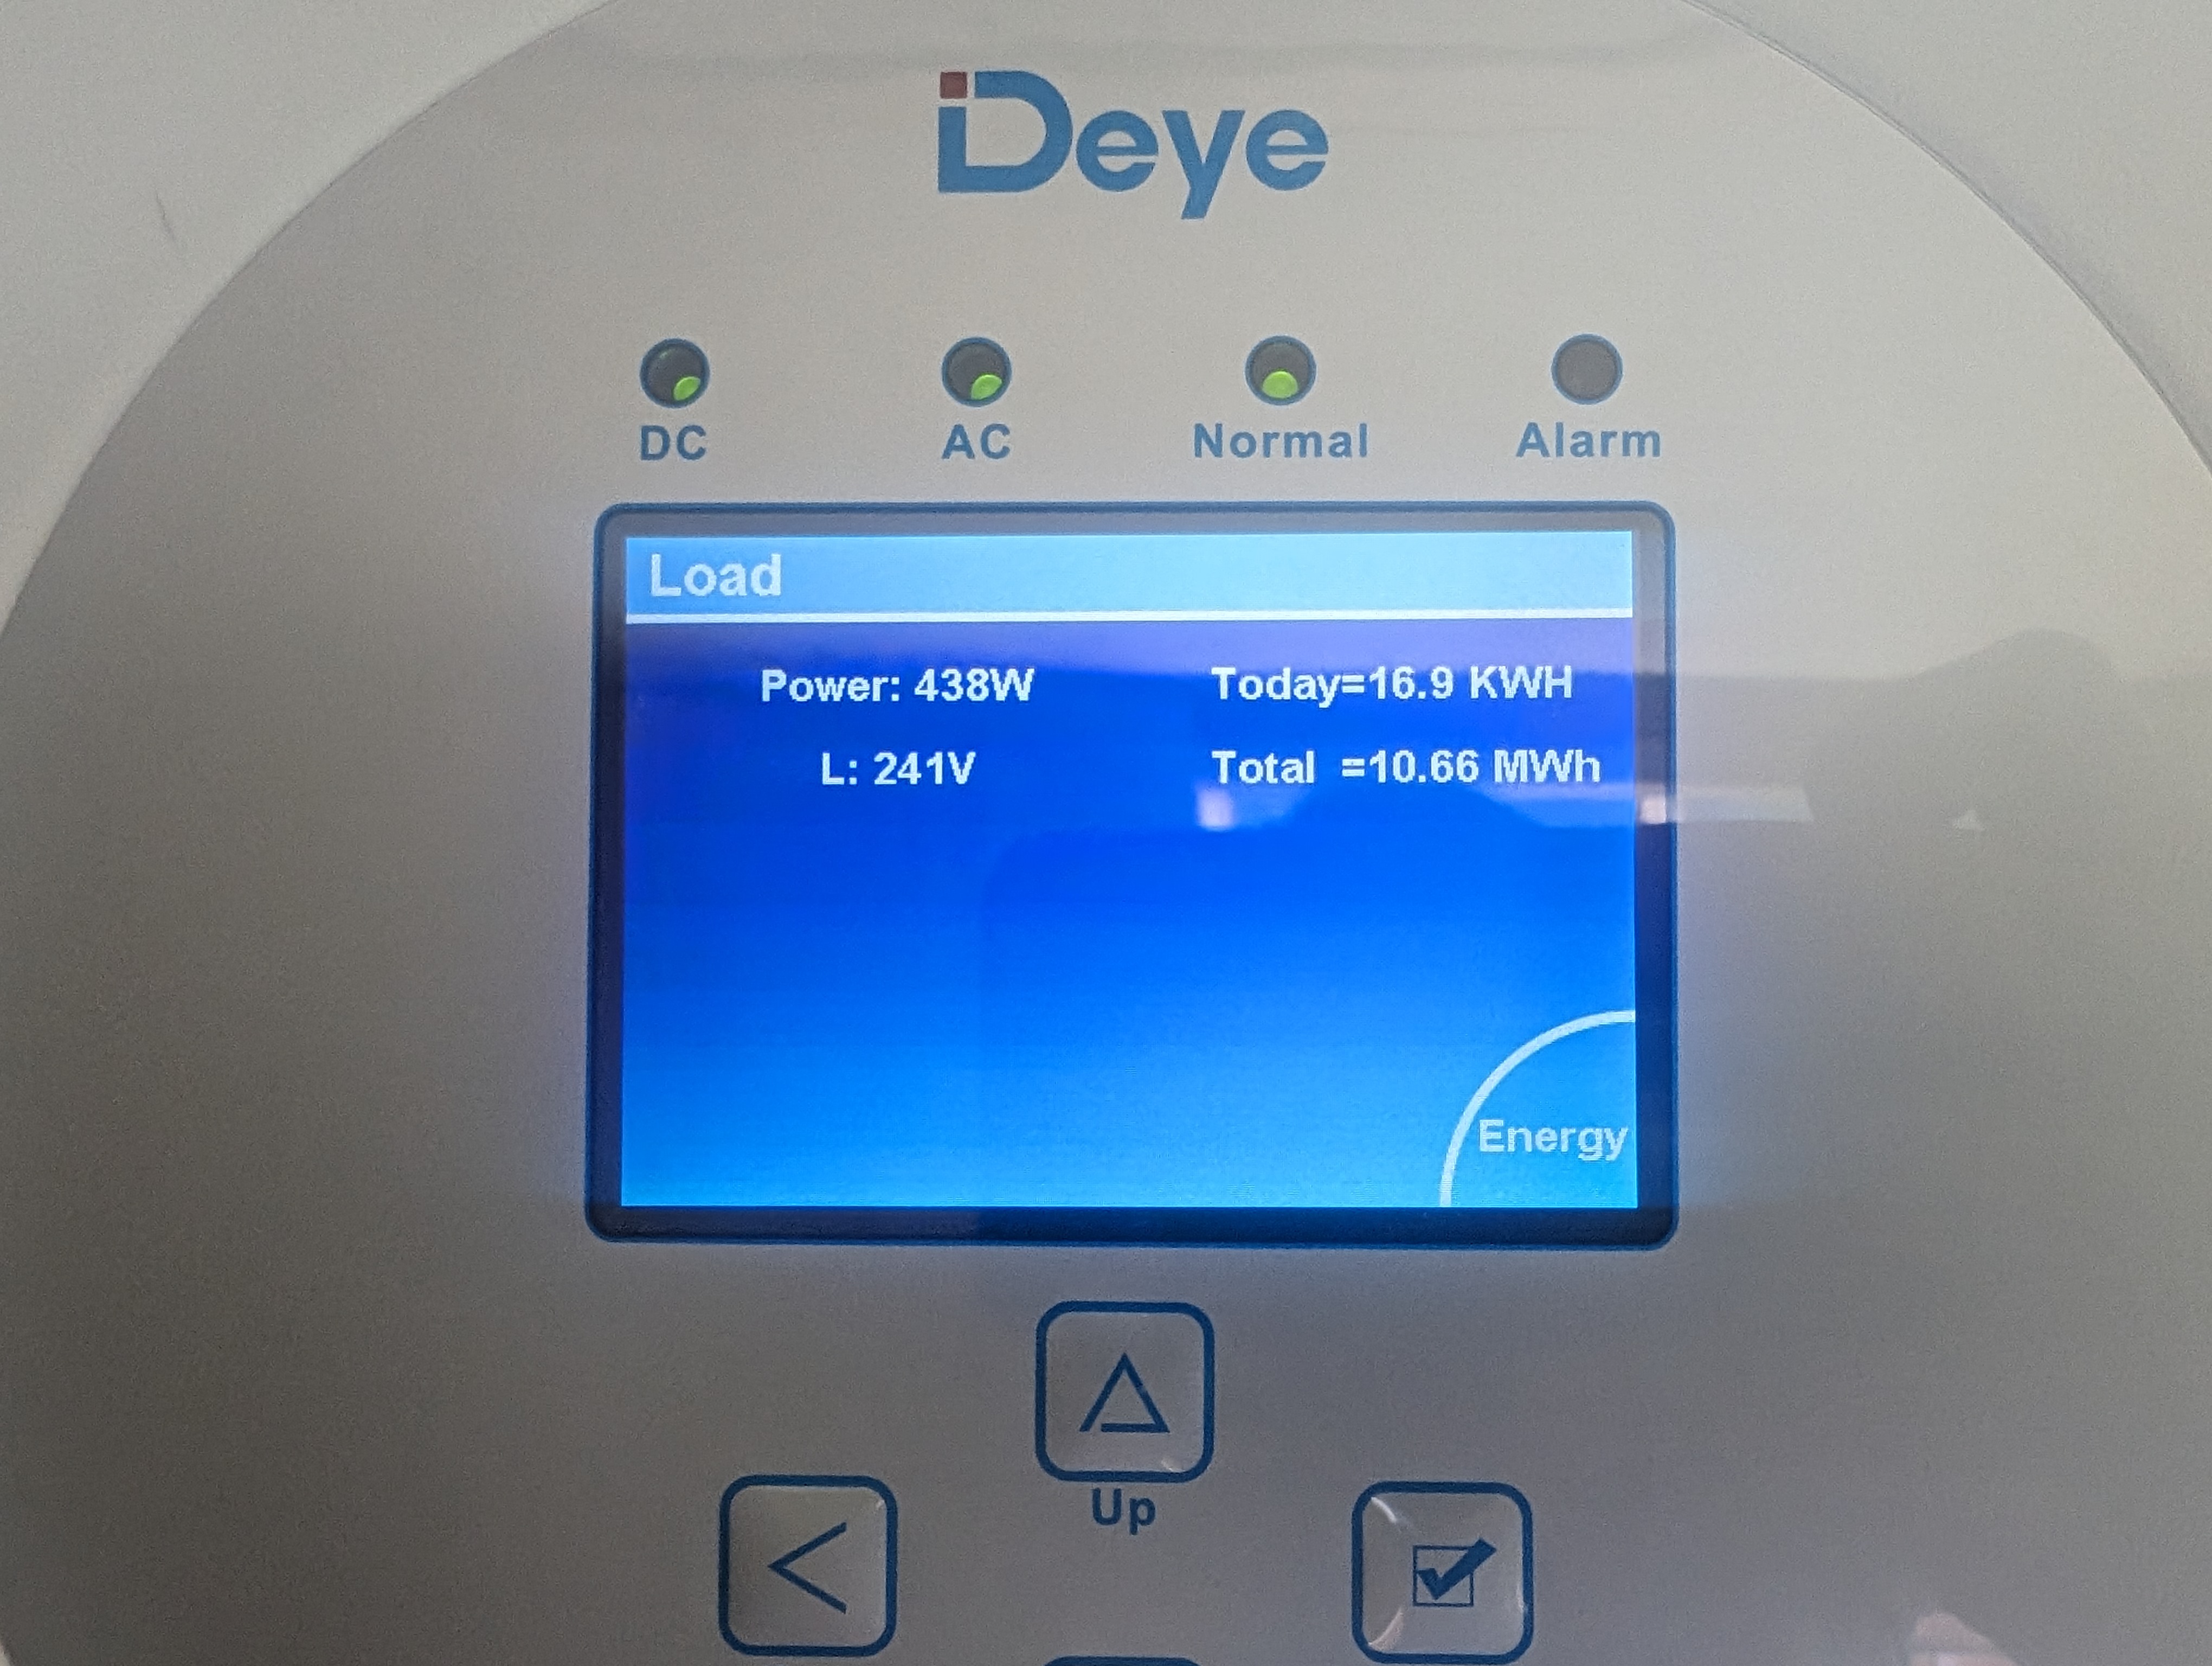 Deye
DC AC Normal Alarm
Load
Power: 438W Today=16.9 KWH
L: 241V Total =10.66 MWh
Energy
Up